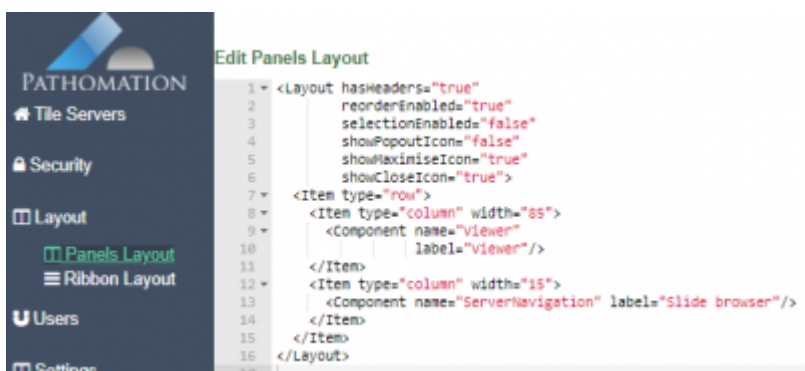 PATHOMATION
Tile Servers
Security
Layout
Panels Layout
Ribbon Layout
Users
Settings
Edit Panels Layout
1 <Layout hasHeaders="true"
2 reorderEnabled="true"
3 selectionEnabled="false"
4 showPopoutIcon="false"
5 showMaximiseIcon="true"
6 showCloseIcon="true">
7 <Item type="row">
8 <Item type="column" width="85">
9 <Component name="Viewer"
10 label="Viewer"/>
11 </Item>
12 <Item type="column" width="15">
13 <Component name="ServerNavigation" label="Slide browser"/>
14 </Item>
15 </Item>
16 </Layout>